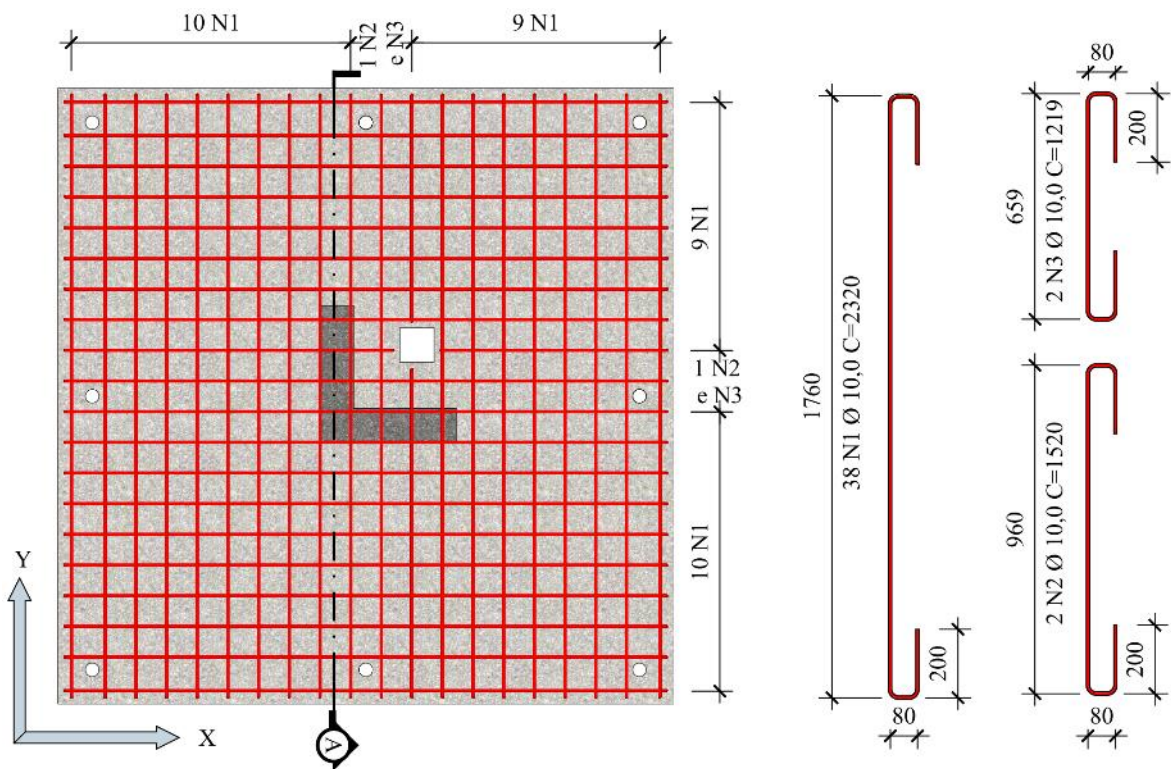 10 N1
1 N2
e N3
9 N1
9 N1
1 N2
e N3
10 N1
Y
X
A
1760
38 N1 Ø 10,0 C=2320
200
80
80
200
659
2 N3 Ø 10,0 C=1219
960
2 N2 Ø 10,0 C=1520
200
80